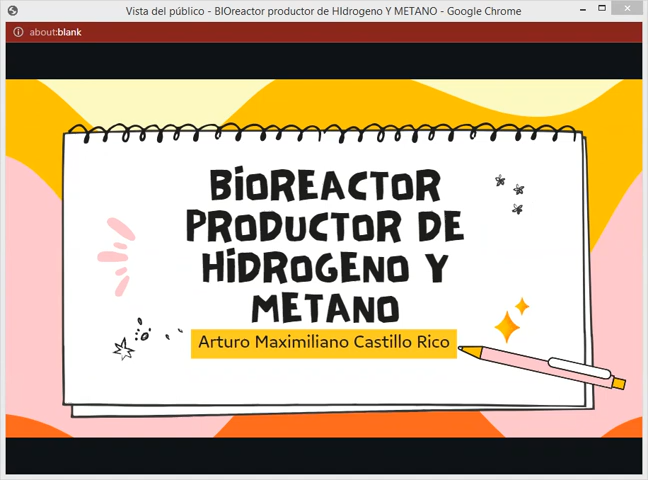 Vista del público - BIOreactor productor de HIdrogeno Y METANO - Google Chrome
about:blank
BiOREACTOR
PRODUCTOR DE
HiDROGENO Y
METANO
Arturo Maximiliano Castillo Rico